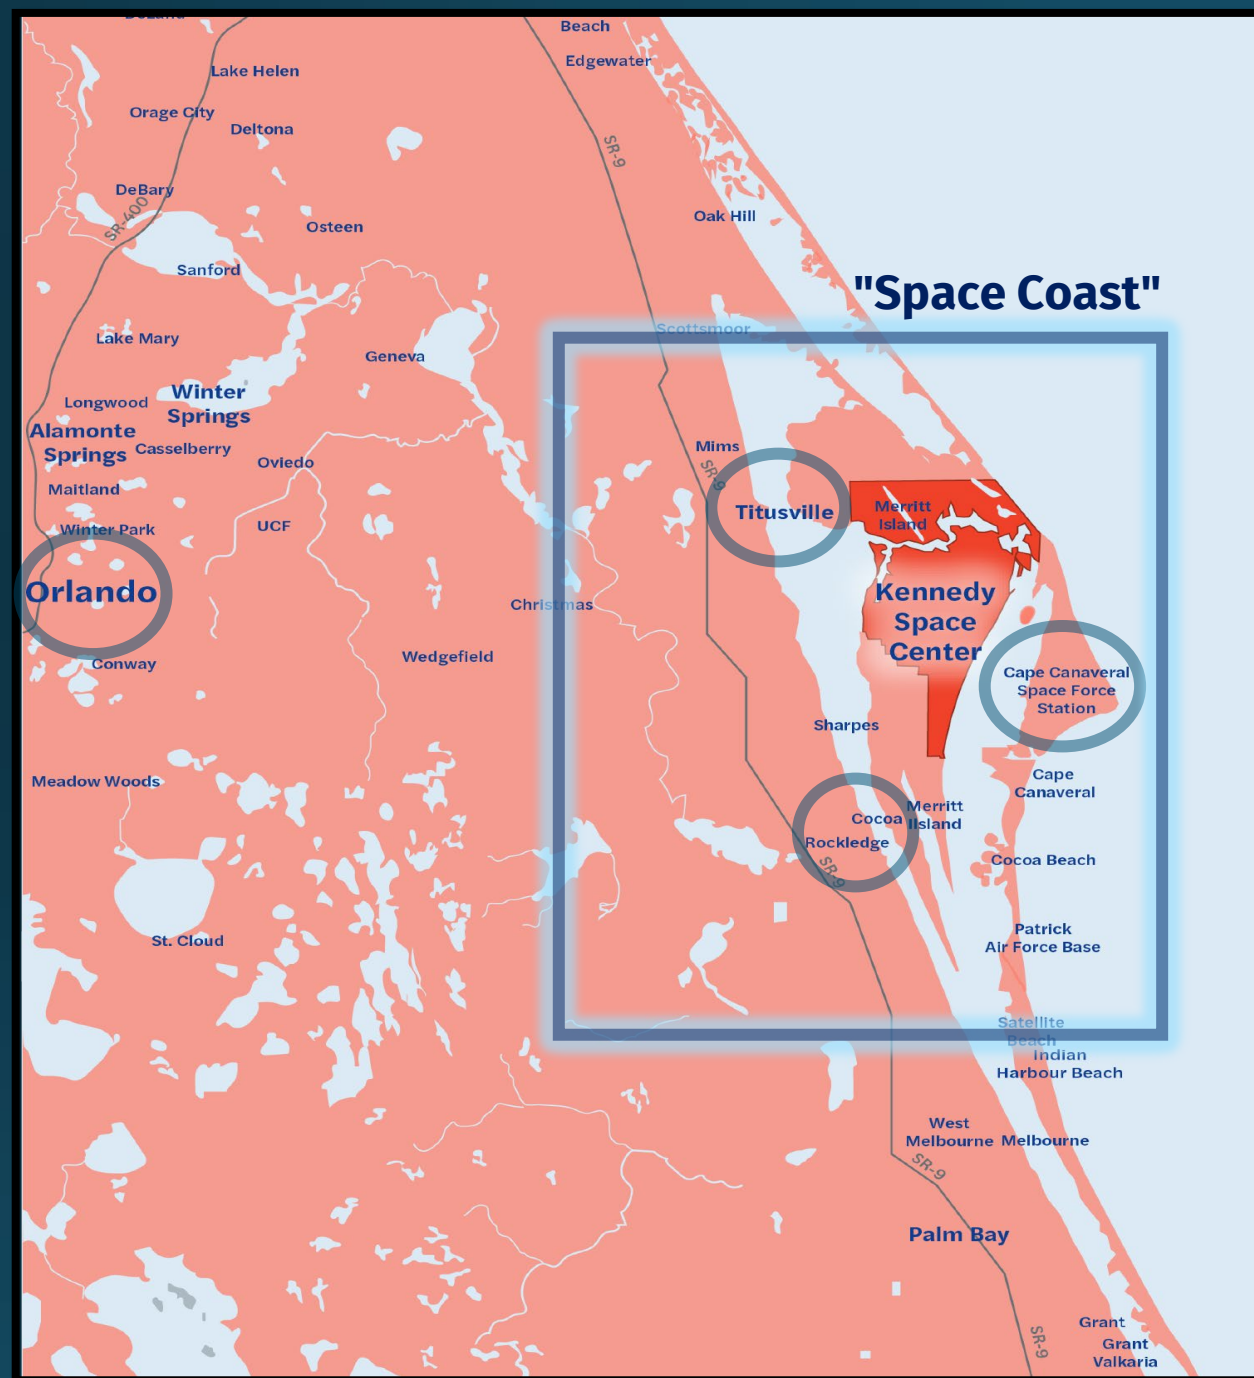 Beach
Edgewater
Lake Helen
Orage City
Deltona
SR-9
DeBary
SR-400
Osteen
Oak Hill
Sanford
"Space Coast"
Scottsmoor
Lake Mary
Geneva
Winter
Springs
Longwood
Alamonte
Springs
Casselberry
Mims
Oviedo
SR-9
Maitland
Titusville
Merritt
Island
Winter Park
UCF
Orlando
Kennedy
Space
Center
Christmas
Wedgefield
Conway
Cape Canaveral
Space Force
Station
Sharpes
Meadow Woods
Cape
Canaveral
Merritt
IIsland
Cocoa
Rockledge
SR-9
Cocoa Beach
St. Cloud
Patrick
Air Force Base
Satellite
Beach
Indian
Harbour Beach
West
Melbourne
Melbourne
SR-9
Palm Bay
SR-9
Grant
Grant
Valkaria